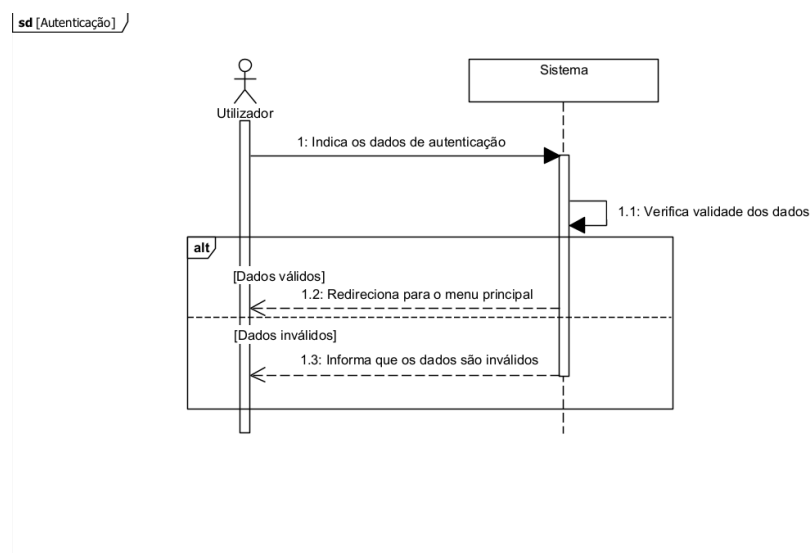 sd [Autenticação]
Sistema
Utilizador
1: Indica os dados de autenticação
1.1: Verifica validade dos dados
alt
[Dados válidos]
1.2: Redireciona para o menu principal
[Dados inválidos]
1.3: Informa que os dados são inválidos